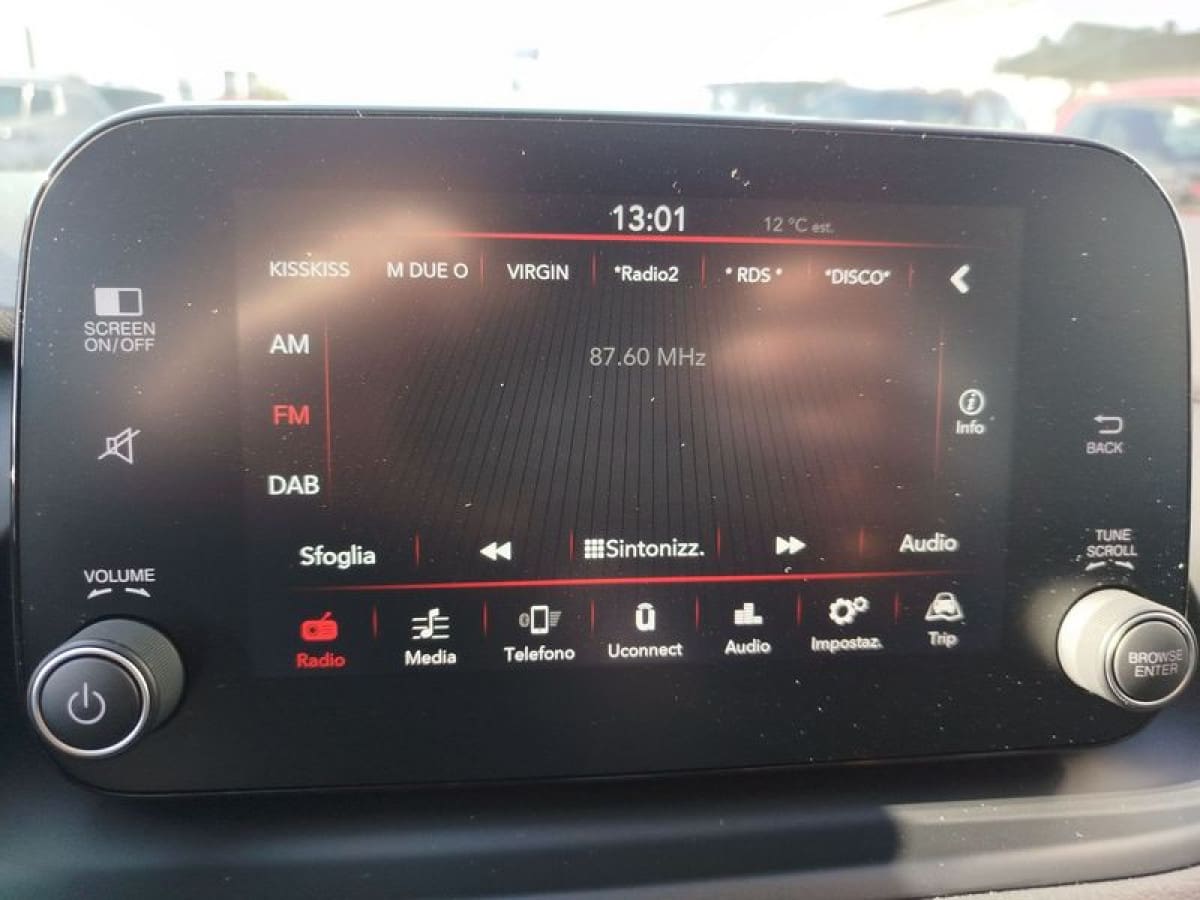 13:01 12 °C est.
KISSKISS M DUE O VIRGIN *Radio2 * RDS * *DISCO*
SCREEN
ON/OFF
AM
87.60 MHz
FM
Info
BACK
DAB
TUNE
SCROLL
Sfoglia Sintonizz. Audio
VOLUME
Radio Media Telefono Uconnect Audio Impostaz. Trip
BROWSE
ENTER